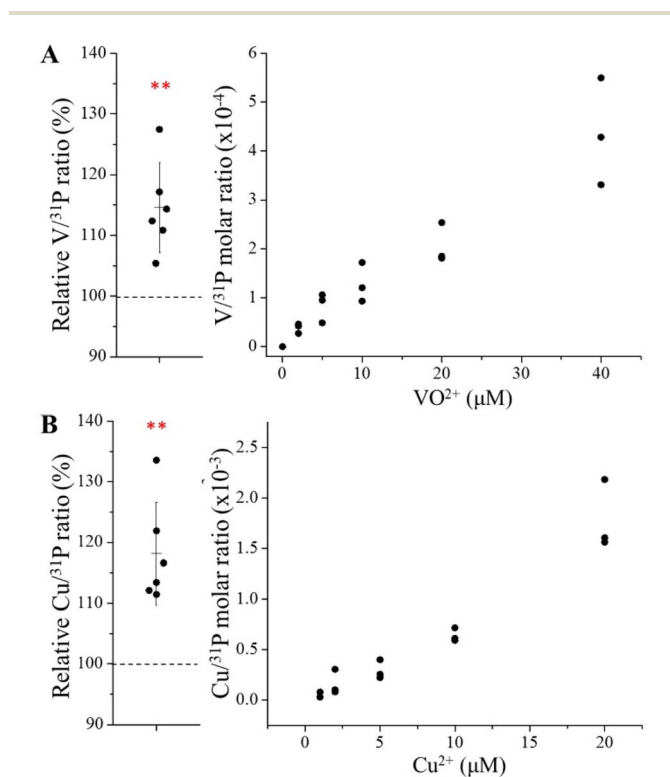 A
**
Relative V/³¹P ratio (%)
140
130
120
110
100
90
V/³¹P molar ratio (x10⁻⁴)
6
5
4
3
2
1
0
0 10 20 30 40
VO²⁺ (μM)
B
**
Relative Cu/³¹P ratio (%)
140
130
120
110
100
90
Cu/³¹P molar ratio (x10⁻³)
2.5
2.0
1.5
1.0
0.5
0.0
0 5 10 15 20
Cu²⁺ (μM)